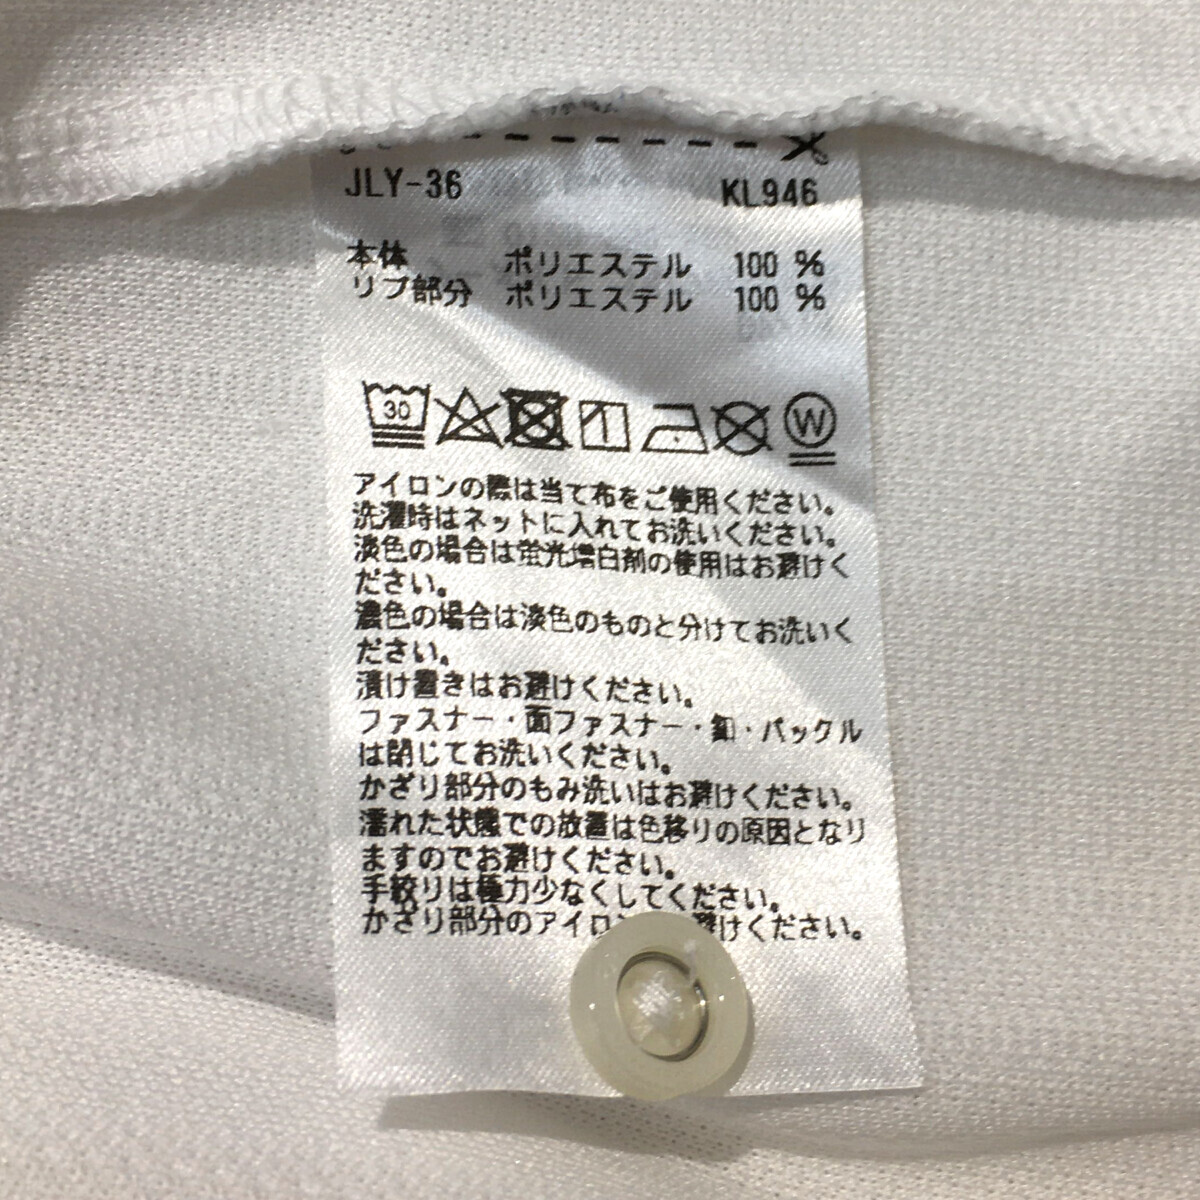 JLY-36 KL946
本体 ポリエステル 100 %
リブ部分 ポリエステル 100 %
30 W
アイロンの際は当て布をご使用ください。
洗濯時はネットに入れてお洗いください。
淡色の場合は蛍光増白剤の使用はお避けく
ださい。
濃色の場合は淡色のものと分けてお洗いく
ださい。
漬け置きはお避けください。
ファスナー・面ファスナー・釦・バックル
は閉じてお洗いください。
かざり部分のもみ洗いはお避けください。
濡れた状態での放置は色移りの原因となり
ますのでお避けください。
手絞りは極力少なくしてください。
かざり部分のアイロン 避けください。